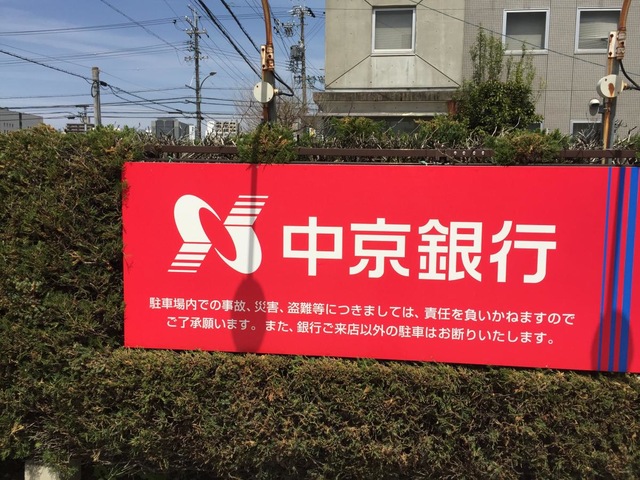 中京銀行
駐車場内での事故、災害、盗難等につきましては、責任を負いかねますので
ご了承願います。また、銀行ご来店以外の駐車はお断りいたします。